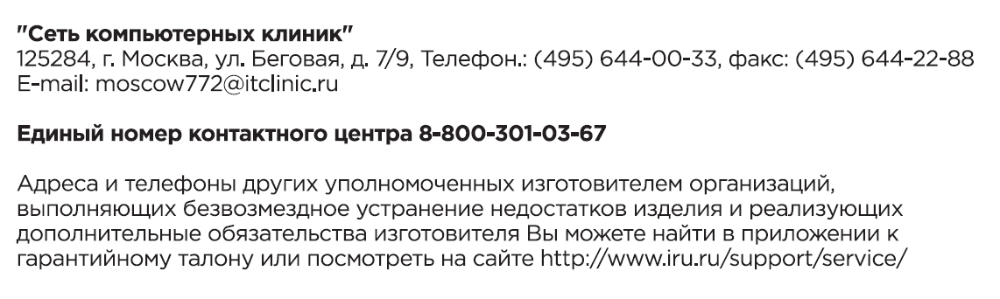 "Сеть компьютерных клиник"
125284, г. Москва, ул. Беговая, д. 7/9, Телефон.: (495) 644-00-33, факс: (495) 644-22-88
E-mail: moscow772@itclinic.ru
Единый номер контактного центра 8-800-301-03-67
Адреса и телефоны других уполномоченных изготовителем организаций,
выполняющих безвозмездное устранение недостатков изделия и реализующих
дополнительные обязательства изготовителя Вы можете найти в приложении к
гарантийному талону или посмотреть на сайте http://www.iru.ru/support/service/